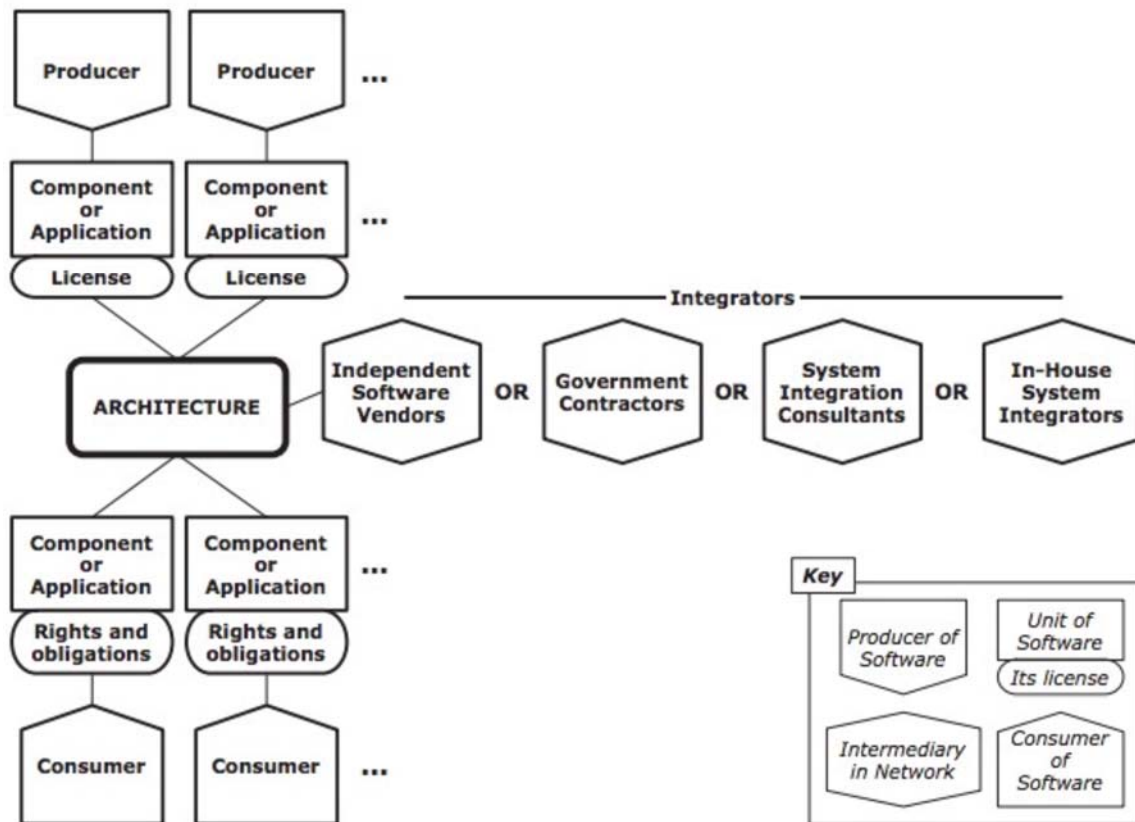 Producer
Producer
...
Component
or
Application
Component
or
Application
...
License
License
Integrators
ARCHITECTURE
Independent
Software
Vendors
OR
Government
Contractors
OR
System
Integration
Consultants
OR
In-House
System
Integrators
Component
or
Application
Component
or
Application
...
Rights and
obligations
Rights and
obligations
Consumer
Consumer
...
Key
Producer of
Software
Unit of
Software
Its license
Intermediary
in Network
Consumer
of
Software